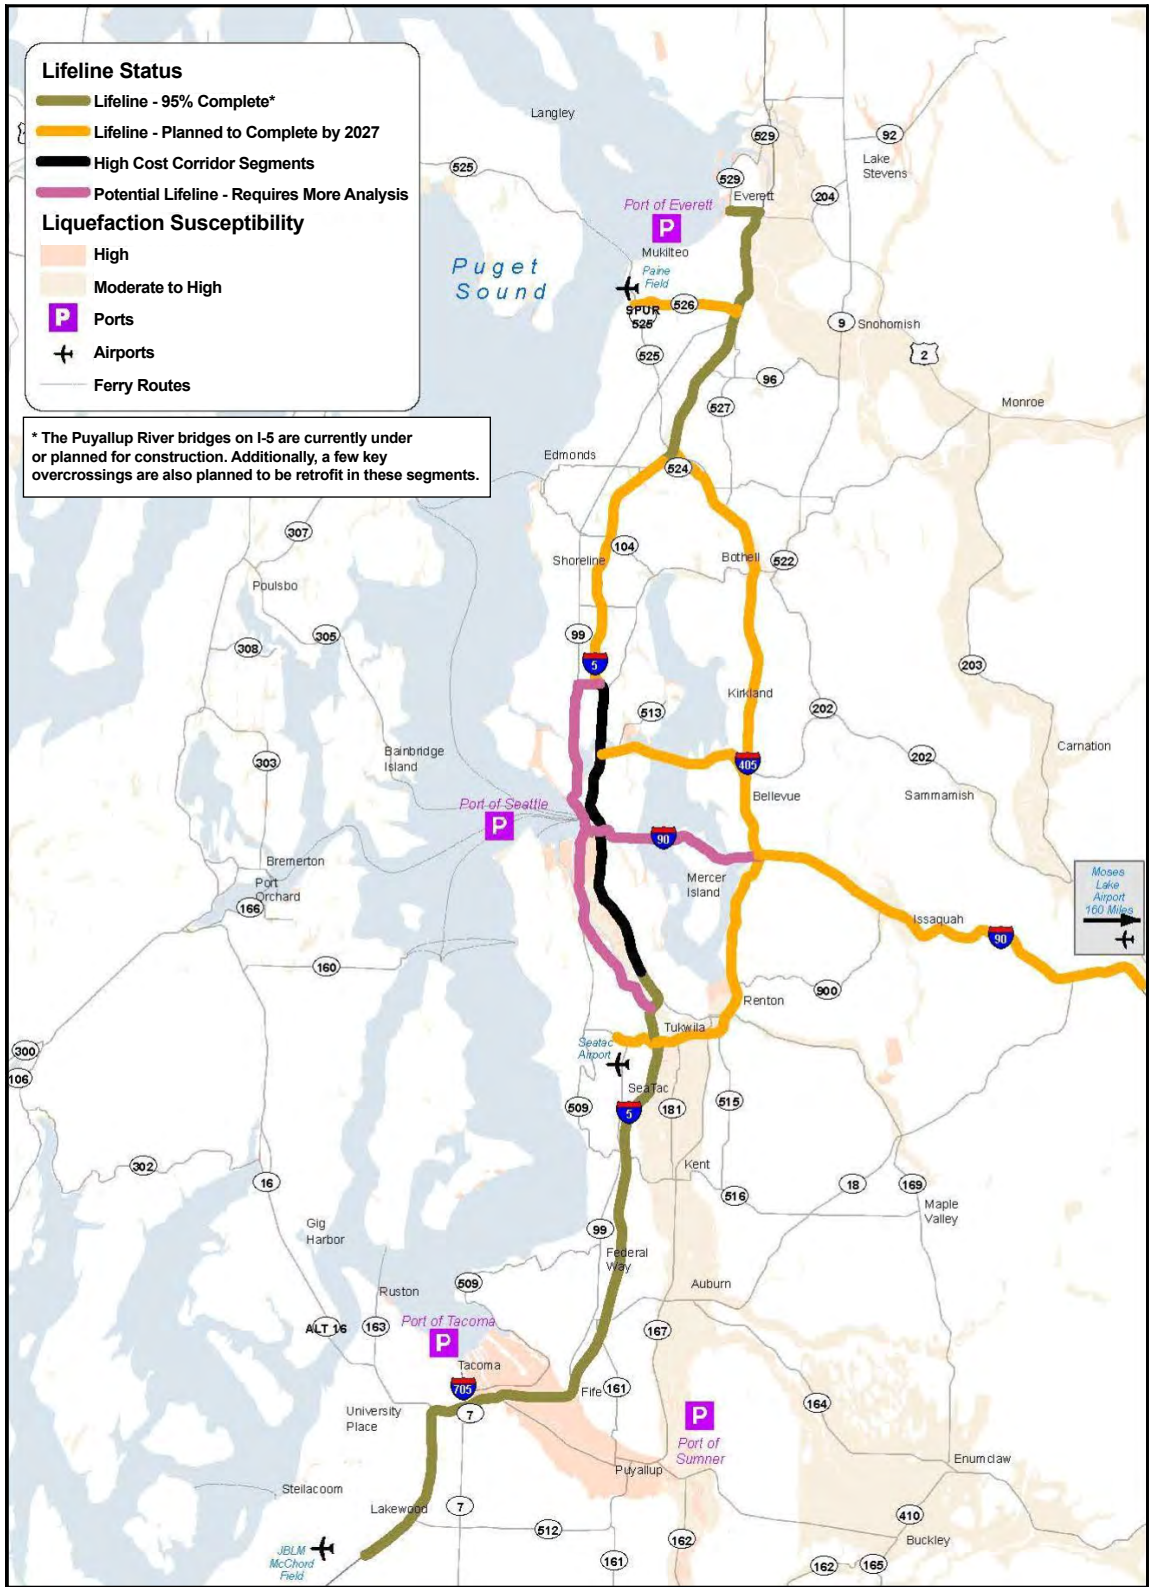 Lifeline Status
Lifeline - 95% Complete*
Lifeline - Planned to Complete by 2027
High Cost Corridor Segments
Potential Lifeline - Requires More Analysis
Liquefaction Susceptibility
High
Moderate to High
P
Ports
Airports
Ferry Routes
* The Puyallup River bridges on I-5 are currently under
or planned for construction. Additionally, a few key
overcrossings are also planned to be retrofit in these segments.
Langley
529
92
Lake
Stevens
525
529
Everett
204
Port of Everett
P
Mukilteo
Puget
Sound
Paine
Field
SPUR
525
526
9
Snohomish
2
525
96
527
Monroe
Edmonds
524
307
104
Shoreline
Bothell
522
Poulsbo
305
99
308
5
203
Kirkland
513
202
Bainbridge
Island
303
405
202
Carnation
Bellevue
Sammamish
Port of Seattle
P
90
Bremerton
Port
Orchard
166
Mercer
Island
Moses
Lake
Airport
160 Miles
Issaquah
90
160
900
Renton
Tukwila
300
Seatac
Airport
106
SeaTac
509
5
181
515
302
Kent
16
516
18
169
Maple
Valley
Gig
Harbor
99
Federal
Way
509
Auburn
Ruston
ALT 16
163
Port of Tacoma
P
167
Tacoma
705
Fife
161
164
University
Place
7
P
Port of
Sumner
Puyallup
Enumclaw
Steilacoom
Lakewood
7
512
410
Buckley
JBLM
McChord
Field
161
162
162
165